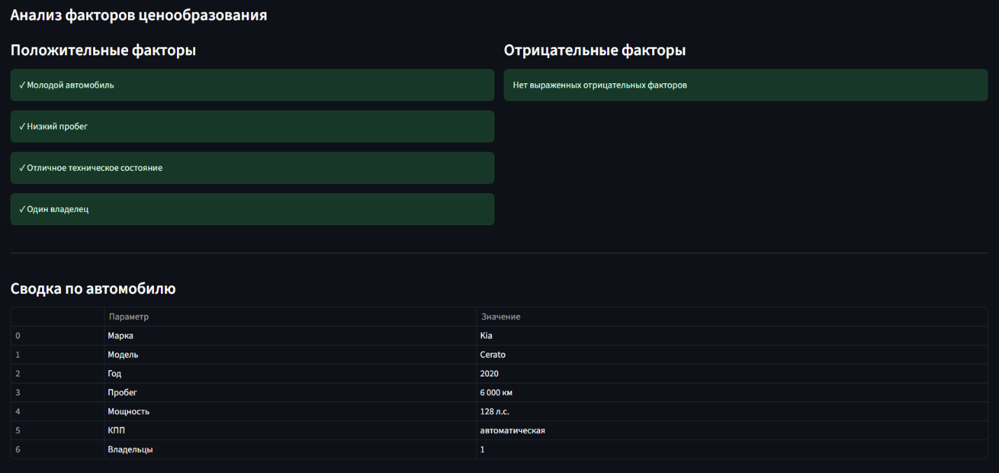 Анализ факторов ценообразования
Положительные факторы
✓ Молодой автомобиль
✓ Низкий пробег
✓ Отличное техническое состояние
✓ Один владелец
Отрицательные факторы
Нет выраженных отрицательных факторов
Сводка по автомобилю
Параметр Значение
0 Марка Kia
1 Модель Cerato
2 Год 2020
3 Пробег 6 000 км
4 Мощность 128 л.с.
5 КПП автоматическая
6 Владельцы 1